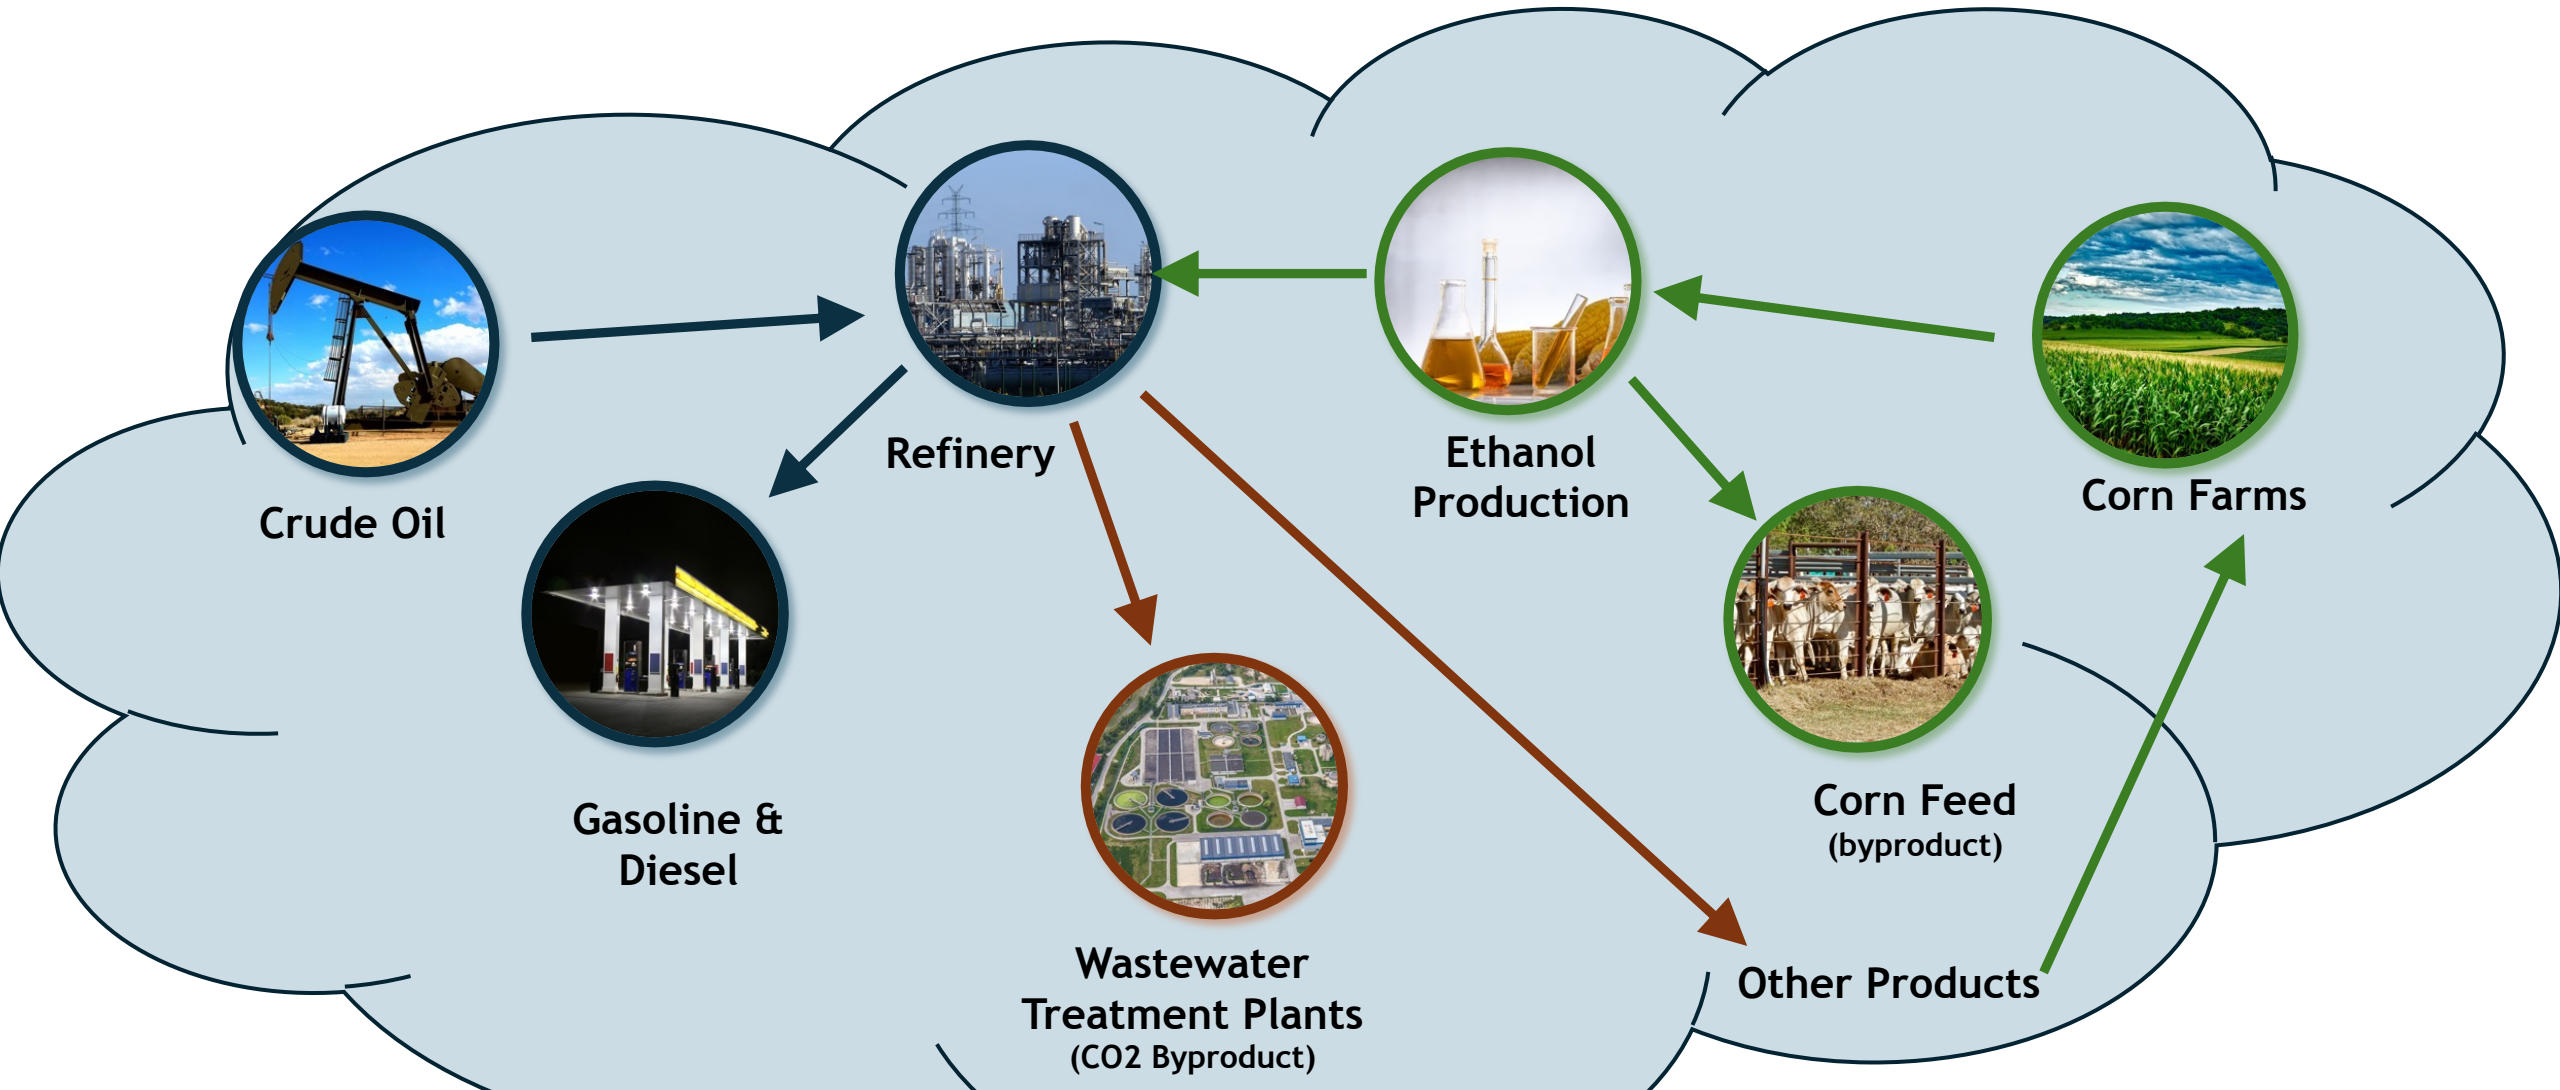 Refinery
Ethanol
Production
Corn Farms
Crude Oil
Gasoline &
Diesel
Corn Feed
(byproduct)
Wastewater
Treatment Plants
(CO2 Byproduct)
Other Products